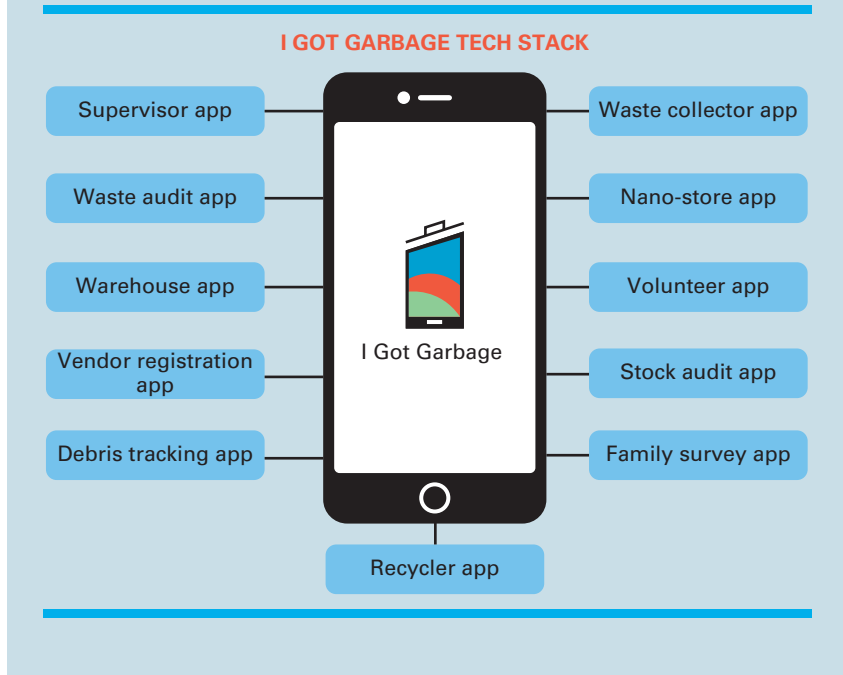 I GOT GARBAGE TECH STACK
Supervisor app
Waste audit app
Warehouse app
Vendor registration
app
Debris tracking app
I Got Garbage
Waste collector app
Nano-store app
Volunteer app
Stock audit app
Family survey app
Recycler app